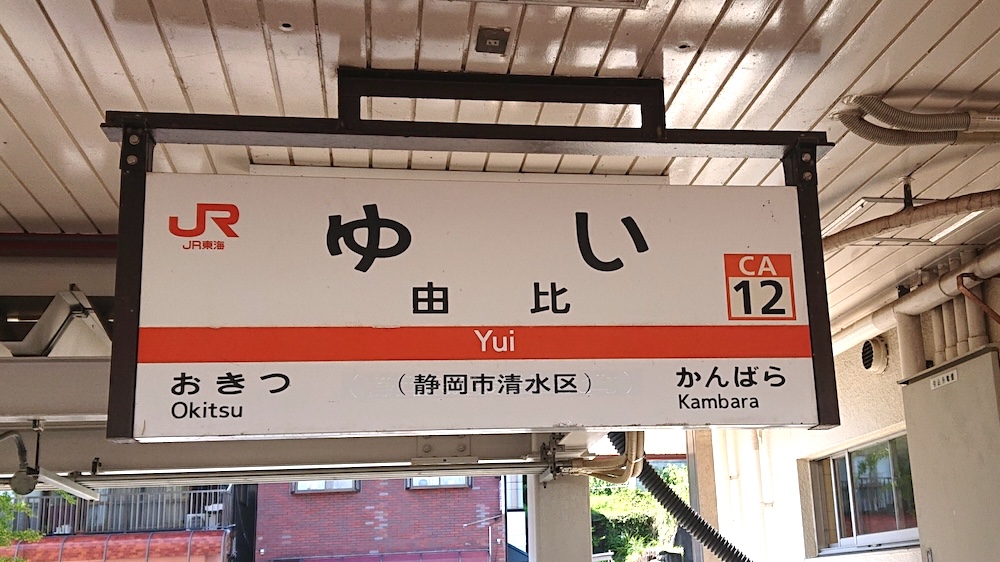 JR
JR東海
ゆい
由比
CA
12
Yui
おきつ
Okitsu
(静岡市清水区)
かんばら
Kambara